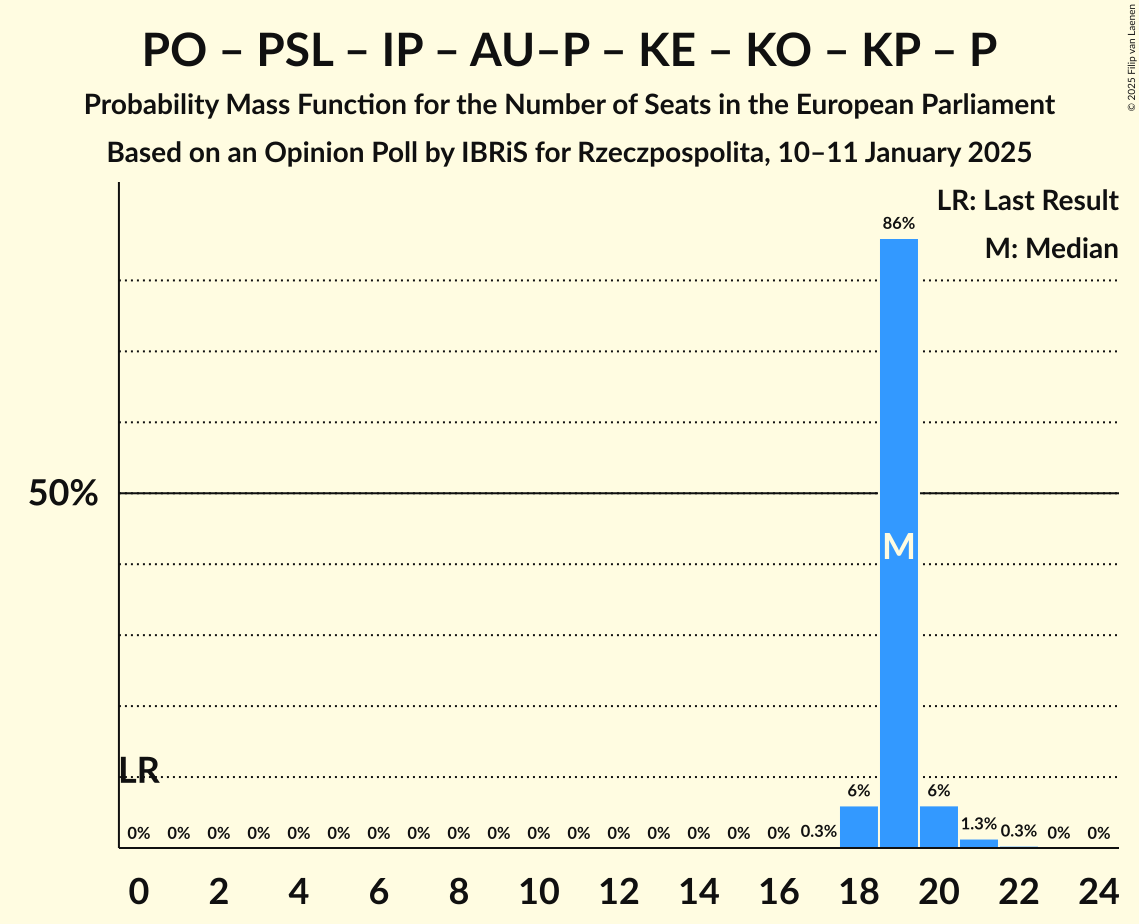 PO – PSL – IP – AU–P – KE – KO – KP – P
Probability Mass Function for the Number of Seats in the European Parliament
Based on an Opinion Poll by IBRiS for Rzeczpospolita, 10–11 January 2025
© 2025 Filip van Laenen
LR: Last Result
M: Median
86%
50%
M
LR
0% 0% 0% 0% 0% 0% 0% 0% 0% 0% 0% 0% 0% 0% 0% 0% 0% 0.3% 6% 6% 1.3% 0.3% 0% 0%
0 2 4 6 8 10 12 14 16 18 20 22 24